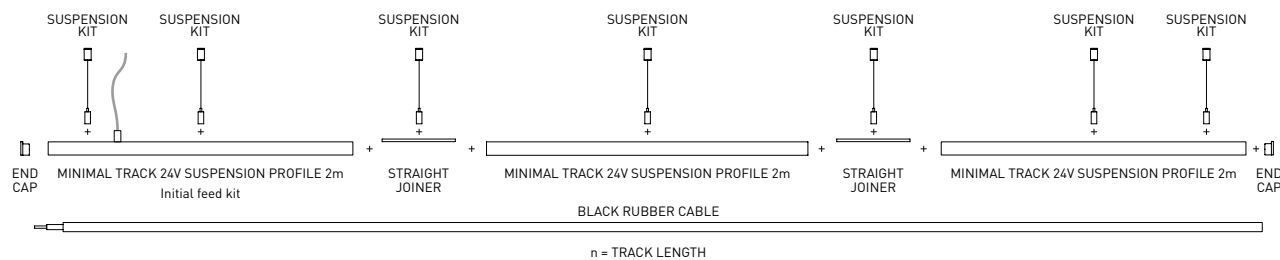 SUSPENSION
KIT
SUSPENSION
KIT
SUSPENSION
KIT
SUSPENSION
KIT
SUSPENSION
KIT
SUSPENSION
KIT
SUSPENSION
KIT
+
+
+
+
+
+
+
+
+
+
+
+
END
CAP
MINIMAL TRACK 24V SUSPENSION PROFILE 2m
Initial feed kit
STRAIGHT
JOINER
MINIMAL TRACK 24V SUSPENSION PROFILE 2m
STRAIGHT
JOINER
MINIMAL TRACK 24V SUSPENSION PROFILE 2m
END
CAP
BLACK RUBBER CABLE
n = TRACK LENGTH